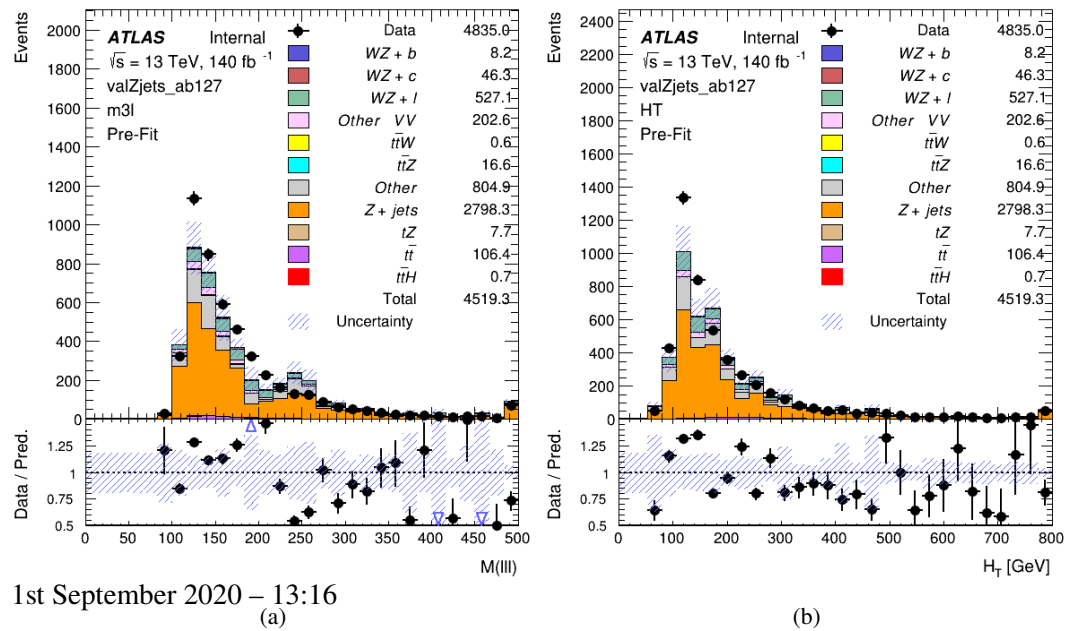 Events
ATLAS Internal
√s = 13 TeV, 140 fb -1
valZjets_ab127
m3l
Pre-Fit
Data 4835.0
WZ + b 8.2
WZ + c 46.3
WZ + l 527.1
Other VV 202.6
tt̄W 0.6
tt̄Z 16.6
Other 804.9
Z + jets 2798.3
tZ 7.7
tt̄ 106.4
tt̄H 0.7
Total 4519.3
Uncertainty
2000
1800
1600
1400
1200
1000
800
600
400
200
0
Data / Pred.
1.25
1
0.75
0.5
0 50 100 150 200 250 300 350 400 450 500
M(lll)
Events
ATLAS Internal
√s = 13 TeV, 140 fb -1
valZjets_ab127
HT
Pre-Fit
Data 4835.0
WZ + b 8.2
WZ + c 46.3
WZ + l 527.1
Other VV 202.6
tt̄W 0.6
tt̄Z 16.6
Other 804.9
Z + jets 2798.3
tZ 7.7
tt̄ 106.4
tt̄H 0.7
Total 4519.3
Uncertainty
2400
2200
2000
1800
1600
1400
1200
1000
800
600
400
200
0
Data / Pred.
1.25
1
0.75
0.5
0 100 200 300 400 500 600 700 800
H_T [GeV]
1st September 2020 – 13:16
(a)
(b)